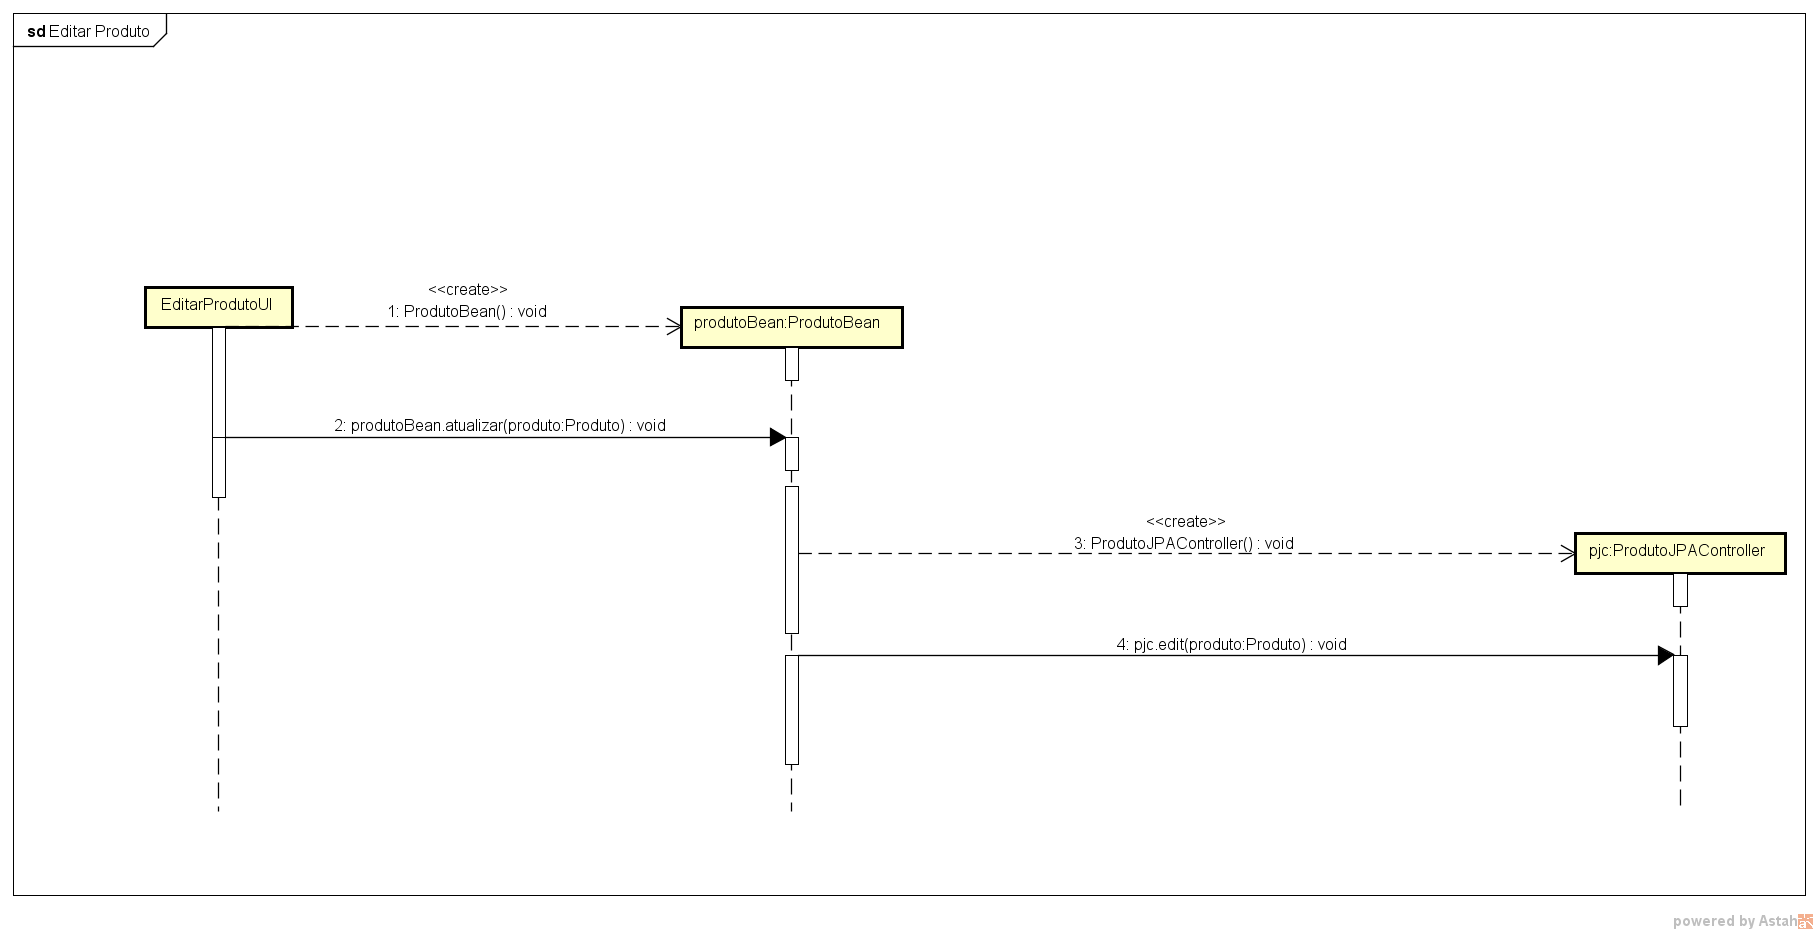 sd Editar Produto
EditarProdutoUI
<<create>>
1: ProdutoBean() : void
produtoBean:ProdutoBean
2: produtoBean.atualizar(produto:Produto) : void
<<create>>
3: ProdutoJPAController() : void
pjc:ProdutoJPAController
4: pjc.edit(produto:Produto) : void
powered by Astah